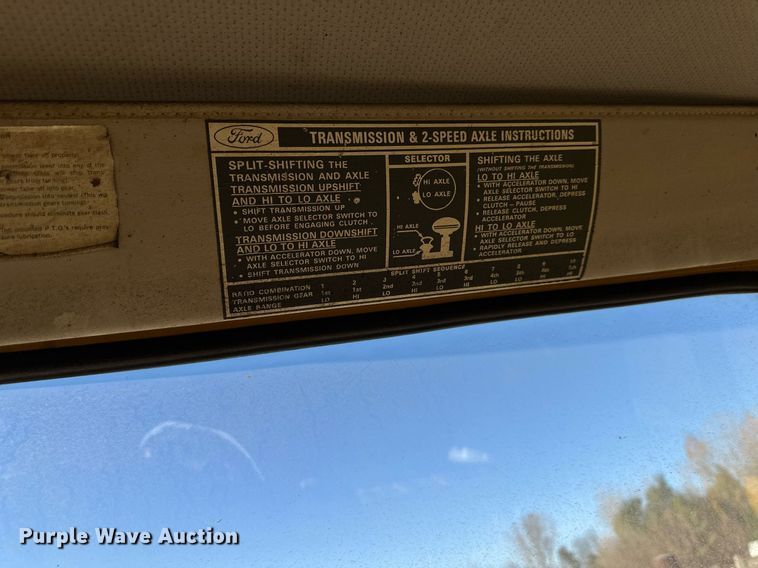 Ford
TRANSMISSION & 2-SPEED AXLE INSTRUCTIONS
SPLIT-SHIFTING THE
TRANSMISSION AND AXLE
TRANSMISSION UPSHIFT
AND HI TO LO AXLE
• SHIFT TRANSMISSION UP
• MOVE AXLE SELECTOR SWITCH TO
LO BEFORE ENGAGING CLUTCH
TRANSMISSION DOWNSHIFT
AND LO TO HI AXLE
• WITH ACCELERATOR DOWN, MOVE
AXLE SELECTOR SWITCH TO HI
• SHIFT TRANSMISSION DOWN
SELECTOR
HI AXLE
LO AXLE
HI AXLE
LO AXLE
SHIFTING THE AXLE
(WITHOUT SHIFTING THE TRANSMISSION)
LO TO HI AXLE
• WITH ACCELERATOR DOWN, MOVE
AXLE SELECTOR SWITCH TO HI
• RELEASE ACCELERATOR, DEPRESS
CLUTCH – PAUSE
• RELEASE CLUTCH, DEPRESS
ACCELERATOR
HI TO LO AXLE
• WITH ACCELERATOR DOWN, MOVE
AXLE SELECTOR SWITCH TO LO
• RAPIDLY RELEASE AND DEPRESS
ACCELERATOR
SPLIT SHIFT SEQUENCE
RATIO COMBINATION 1 2 3 4 5 6 7 8 9 10
TRANSMISSION GEAR 1st 1st 2nd 2nd 3rd 3rd 4th
AXLE RANGE LO HI LO HI LO HI LO
Purple Wave Auction